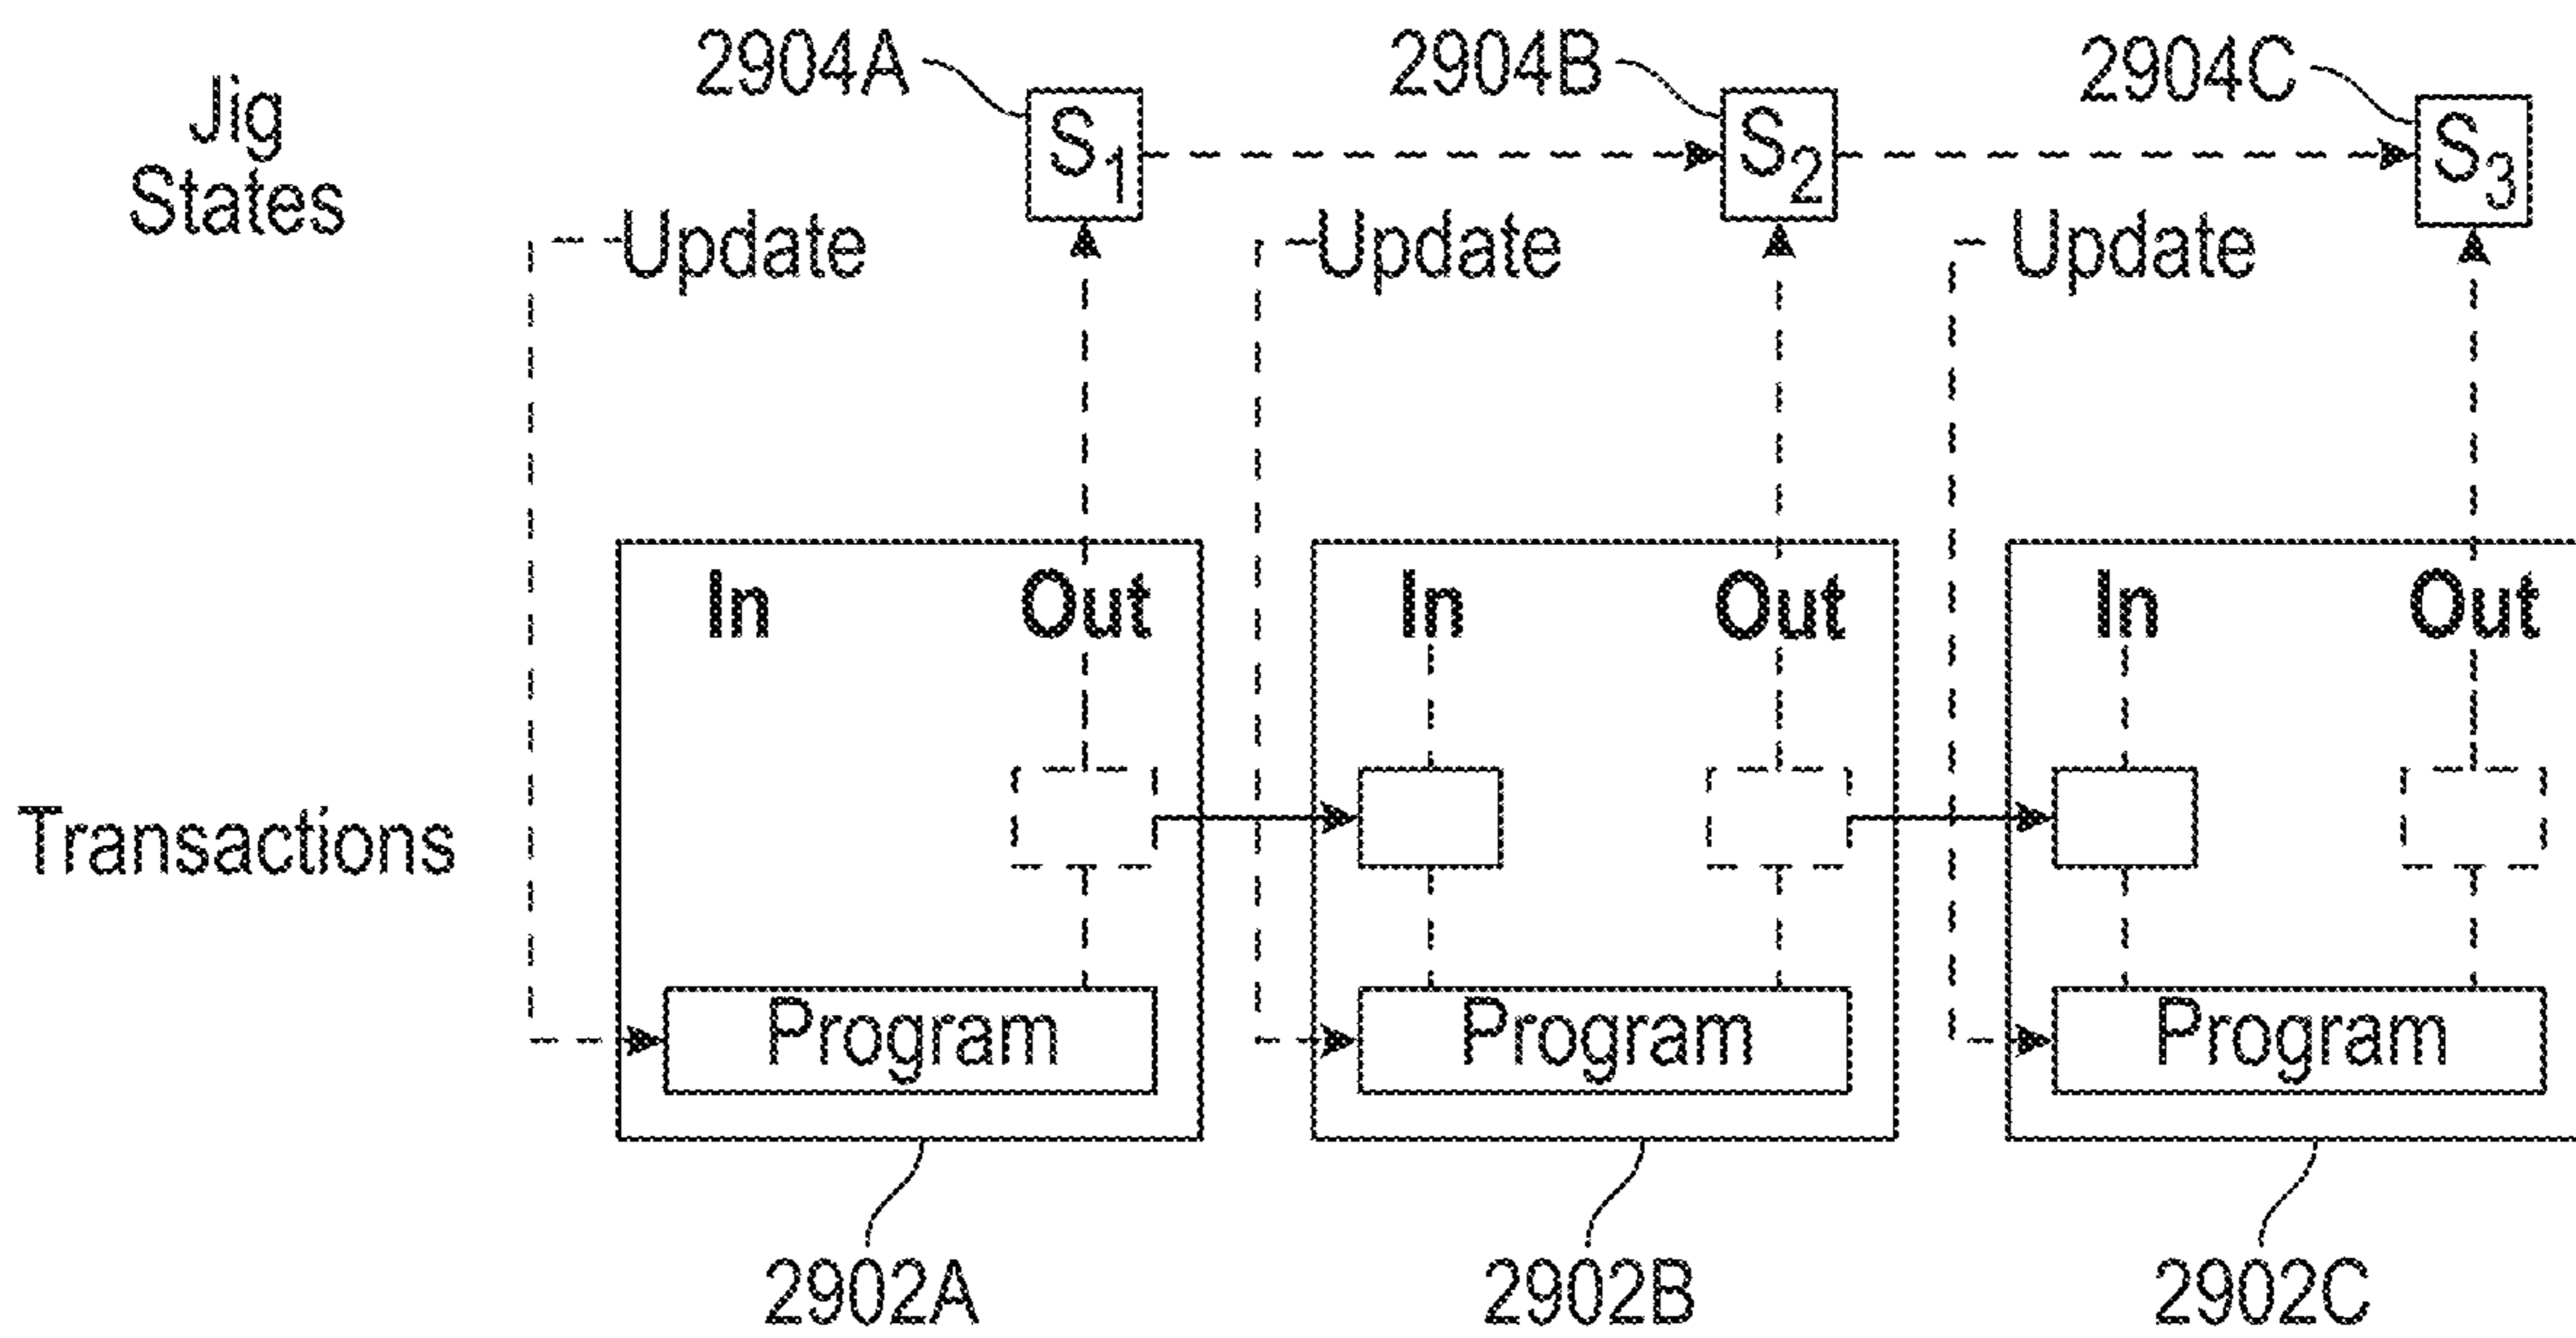 2904A 2904B 2904C
Jig
States
S1 S2 S3
Update Update Update
In Out In Out In Out
Transactions
Program Program Program
2902A 2902B 2902C